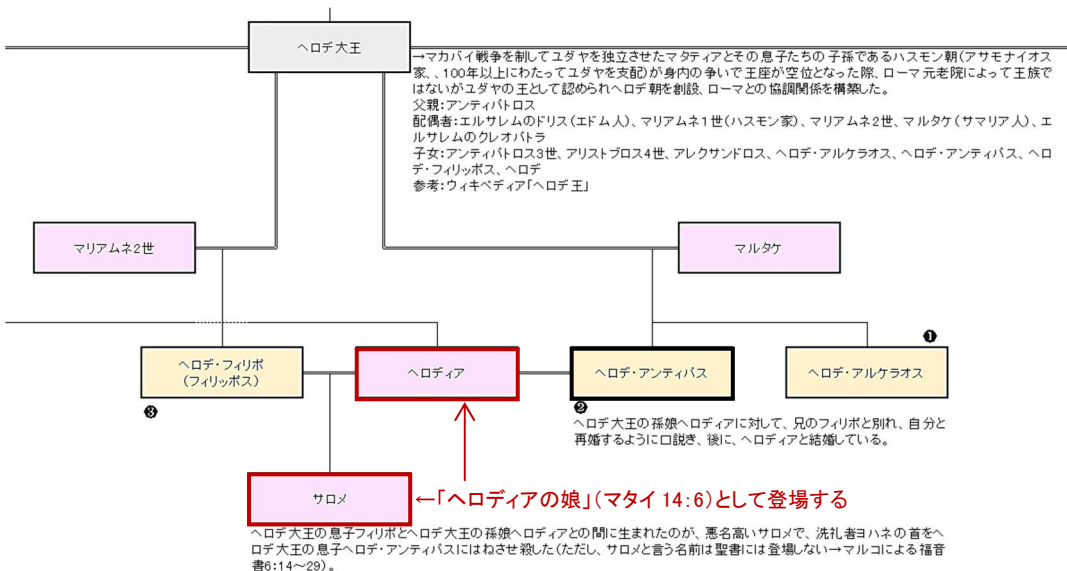 ヘロデ大王
→マカバイ戦争を制してユダヤを独立させたマタティアとその息子たちの子孫であるハスモン朝(アサモナイオス
家、、100年以上にわたってユダヤを支配)が身内の争いで王座が空位となった際、ローマ元老院によって王族で
はないがユダヤの王として認められヘロデ朝を創設、ローマとの協調関係を構築した。
父親:アンティパトロス
配偶者:エルサレムのドリス(エドム人)、マリアムネ1世(ハスモン家)、マリアムネ2世、マルタケ(サマリア人)、エ
ルサレムのクレオパトラ
子女:アンティパトロス3世、アリストブロス4世、アレクサンドロス、ヘロデ・アルケラオス、ヘロデ・アンティパス、ヘロ
デ・フィリッポス、ヘロデ
参考:ウィキペディア「ヘロデ王」
マリアムネ2世
マルタケ
❶
ヘロデ・フィリポ
(フィリッポス)
ヘロディア
ヘロデ・アンティパス
ヘロデ・アルケラオス
❸
❷
ヘロデ大王の孫娘ヘロディアに対して、兄のフィリポと別れ、自分と
再婚するように口説き、後に、ヘロディアと結婚している。
サロメ
←「ヘロディアの娘」(マタイ 14:6)として登場する
ヘロデ大王の息子フィリポとヘロデ大王の孫娘ヘロディアとの間に生まれたのが、悪名高いサロメで、洗礼者ヨハネの首をヘ
ロデ大王の息子ヘロデ・アンティパスにはねさせ殺した(ただし、サロメと言う名前は聖書には登場しない→マルコによる福音
書6:14～29)。